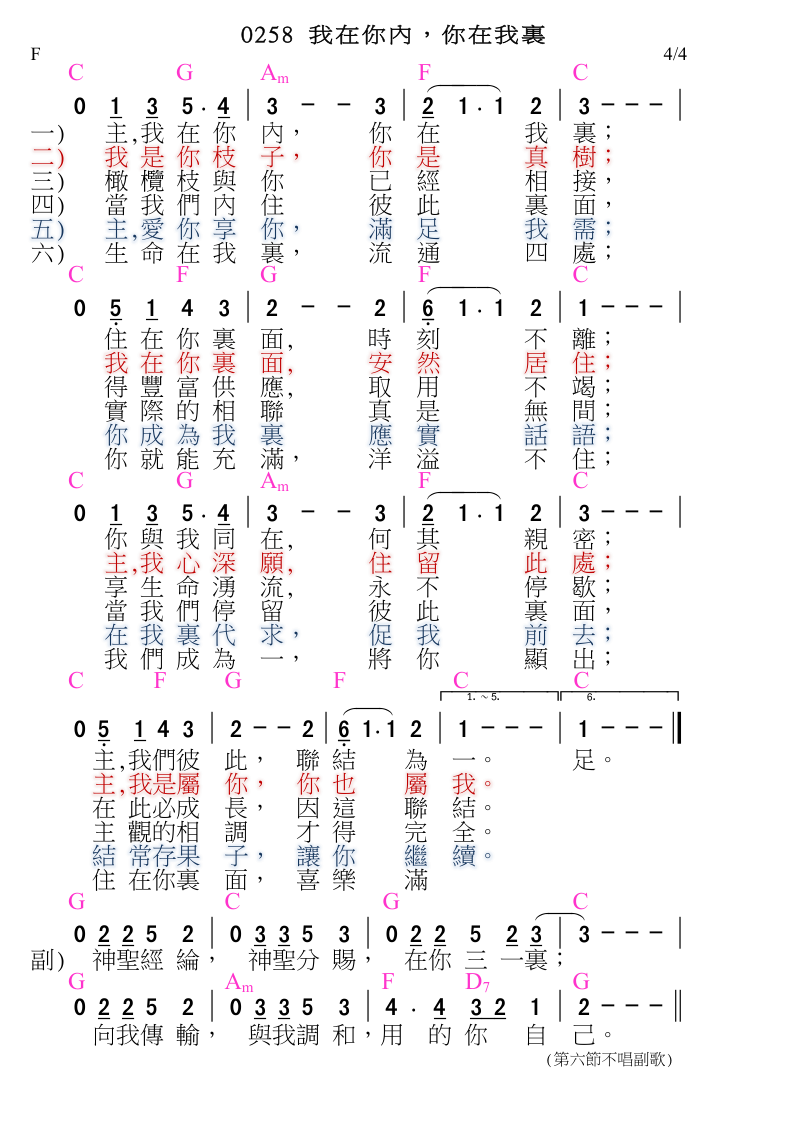 0258 我在你內，你在我裏
F 4/4
C G Am F C
0 1 3 5 . 4 | 3 － － 3 | 2 1 . 1 2 | 3 － － － |
一) 主,我在你內， 你在我裏；
二) 我是你枝子， 你是真樹；
三) 橄欖枝與你 已經相接，
四) 當我們內住 彼此裏面，
五) 主,愛你享你， 滿足我需；
六) 生命在我裏， 流通四處；
C F G F C
0 5 1 4 3 | 2 － － 2 | 6 1 . 1 2 | 1 － － － |
住在你裏面, 時刻不離；
我在你裏面, 安然居住；
得豐富供應, 取用不竭；
實際的相聯 真是無間；
你成為我裏 應實話語；
你就能充滿， 洋溢不住；
C G Am F C
0 1 3 5 . 4 | 3 － － 3 | 2 1 . 1 2 | 3 － － － |
你與我同在, 何其親密；
主,我心深願, 住留此處；
享生命湧流, 永不停歇；
當我們停留 彼此裏面，
在我裏代求， 促我前去；
我們成為一， 將你顯出；
C F G F C C
1.～5. 6.
0 5 1 4 3 | 2 － － 2 | 6 1 . 1 2 | 1 － － － | 1 － － － ‖
主,我們彼此， 聯結為一。 足。
主,我是屬你， 你也屬我。
在此必成長， 因這聯結。
主觀的相調 才得完全。
結常存果子， 讓你繼續。
住在你裏面， 喜樂滿
G C G C
0 2 2 5 2 | 0 3 3 5 3 | 0 2 2 5 2 3 | 3 － － － |
副) 神聖經綸， 神聖分賜， 在你三一裏；
G Am F D7 G
0 2 2 5 2 | 0 3 3 5 3 | 4 . 4 3 2 1 | 2 － － － ‖
向我傳輸， 與我調和，用的你自己。
(第六節不唱副歌)